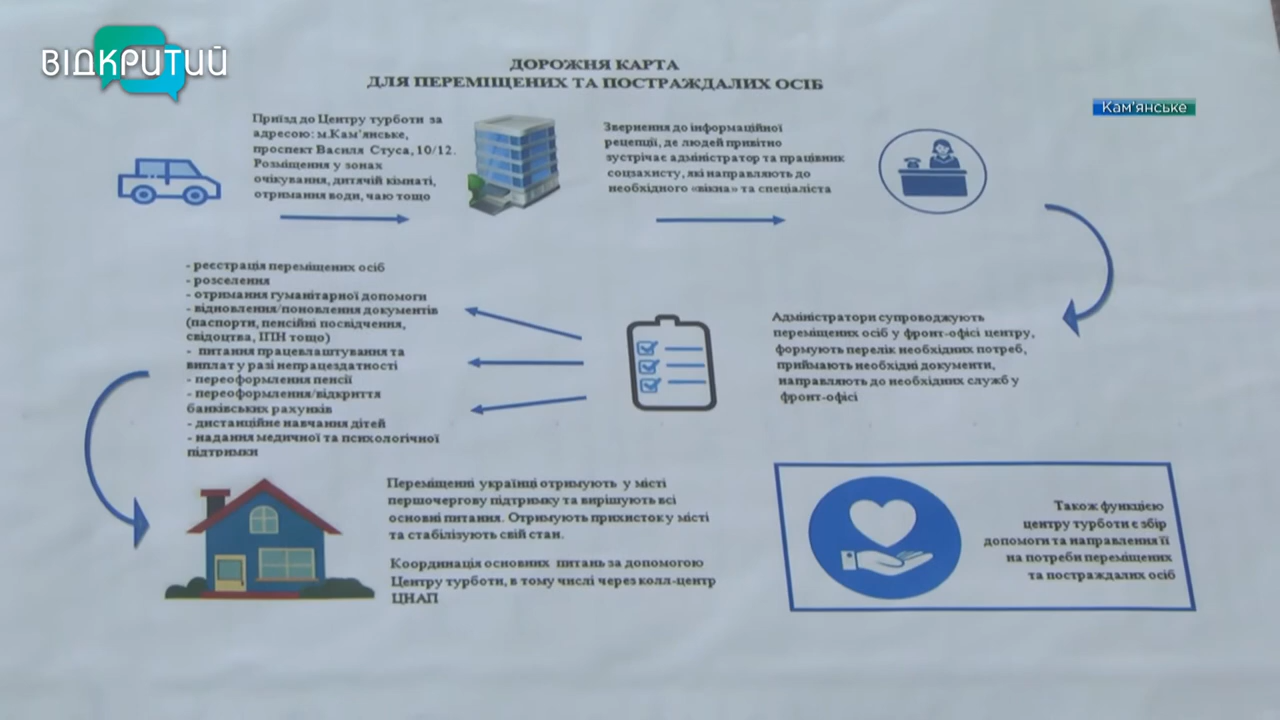 ВІДКРИТИЙ
Кам'янське
ДОРОЖНЯ КАРТА
ДЛЯ ПЕРЕМІЩЕНИХ ТА ПОСТРАЖДАЛИХ ОСІБ
Приїзд до Центру турботи за
адресою: м.Кам'янське,
проспект Василя Стуса, 10/12.
Розміщення у зонах
очікування, дитячій кімнаті,
отримання води, чаю тощо
Звернення до інформаційної
рецепції, де людей привітно
зустрічає адміністратор та працівник
соцзахисту, які направляють до
необхідного «вікна» та спеціаліста
Адміністратори супроводжують
переміщених осіб у фронт-офісі центру,
формують перелік необхідних потреб,
приймають необхідні документи,
направляють до необхідних служб у
фронт-офісі
- реєстрація переміщених осіб
- розселення
- отримання гуманітарної допомоги
- відновлення/поновлення документів
(паспорти, пенсійні посвідчення,
свідоцтва, ІПН тощо)
- питання працевлаштування та
виплат у разі непрацездатності
- переоформлення пенсії
- переоформлення/відкриття
банківських рахунків
- дистанційне навчання дітей
- надання медичної та психологічної
підтримки
Переміщенні українці отримують у місті
першочергову підтримку та вирішують всі
основні питання. Отримують прихисток у місті
та стабілізують свій стан.
Координація основних питань за допомогою
Центру турботи, в тому числі через колл-центр
ЦНАП
Також функцією
центру турботи є збір
допомоги та направлення її
на потреби переміщених
та постраждалих осіб